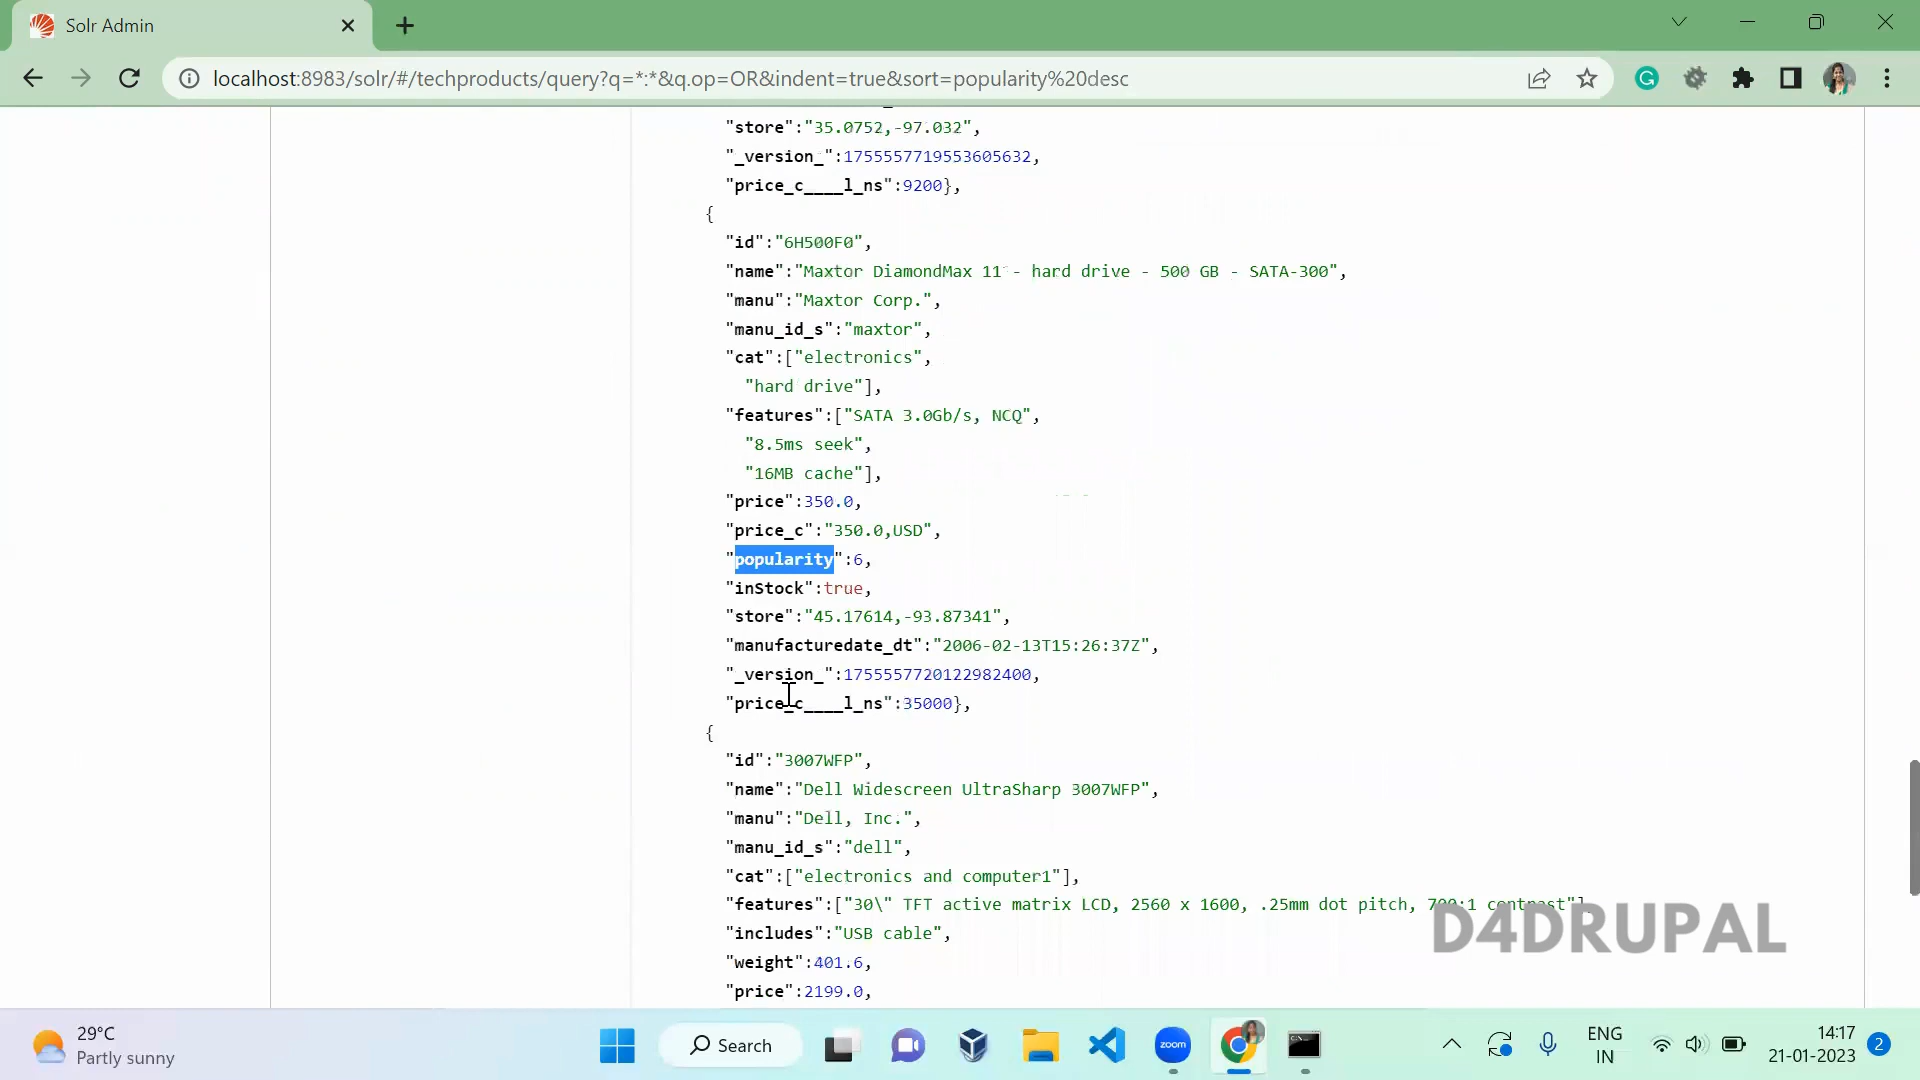 Solr Admin
localhost:8983/solr/#/techproducts/query?q=*:*&q.op=OR&indent=true&sort=popularity%20desc
"store":"35.0752,-97.032",
"_version_":1755557719553605632,
"price_c____l_ns":9200},
{
"id":"6H500F0",
"name":"Maxtor DiamondMax 11 - hard drive - 500 GB - SATA-300",
"manu":"Maxtor Corp.",
"manu_id_s":"maxtor",
"cat":["electronics",
"hard drive"],
"features":["SATA 3.0Gb/s, NCQ",
"8.5ms seek",
"16MB cache"],
"price":350.0,
"price_c":"350.0,USD",
"popularity":6,
"inStock":true,
"store":"45.17614,-93.87341",
"manufacturedate_dt":"2006-02-13T15:26:37Z",
"_version_":1755557720122982400,
"price_c____l_ns":35000},
{
"id":"3007WFP",
"name":"Dell Widescreen UltraSharp 3007WFP",
"manu":"Dell, Inc.",
"manu_id_s":"dell",
"cat":["electronics and computer1"],
"features":["30\" TFT active matrix LCD, 2560 x 1600, .25mm dot pitch, 700:1 contrast"],
"includes":"USB cable",
"weight":401.6,
"price":2199.0,
D4DRUPAL
29°C
Partly sunny
Search
zoom
ENG
IN
14:17
21-01-2023
2